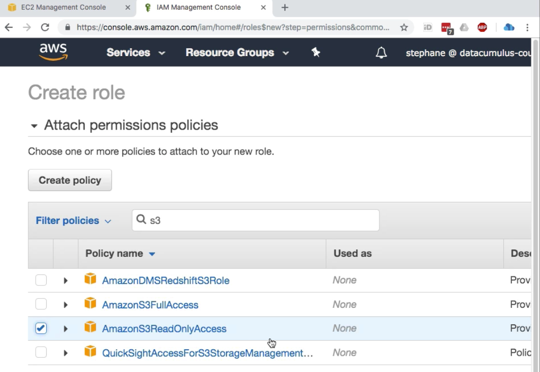 EC2 Management Console
IAM Management Console
https://console.aws.amazon.com/iam/home#/roles$new?step=permissions&commo...
aws Services Resource Groups stephane @ datacumulus-cou
Create role
Attach permissions policies
Choose one or more policies to attach to your new role.
Create policy
Filter policies s3
Policy name Used as Desc
AmazonDMSRedshiftS3Role None Prov
AmazonS3FullAccess None Prov
AmazonS3ReadOnlyAccess None Prov
QuickSightAccessForS3StorageManagement... None Polic